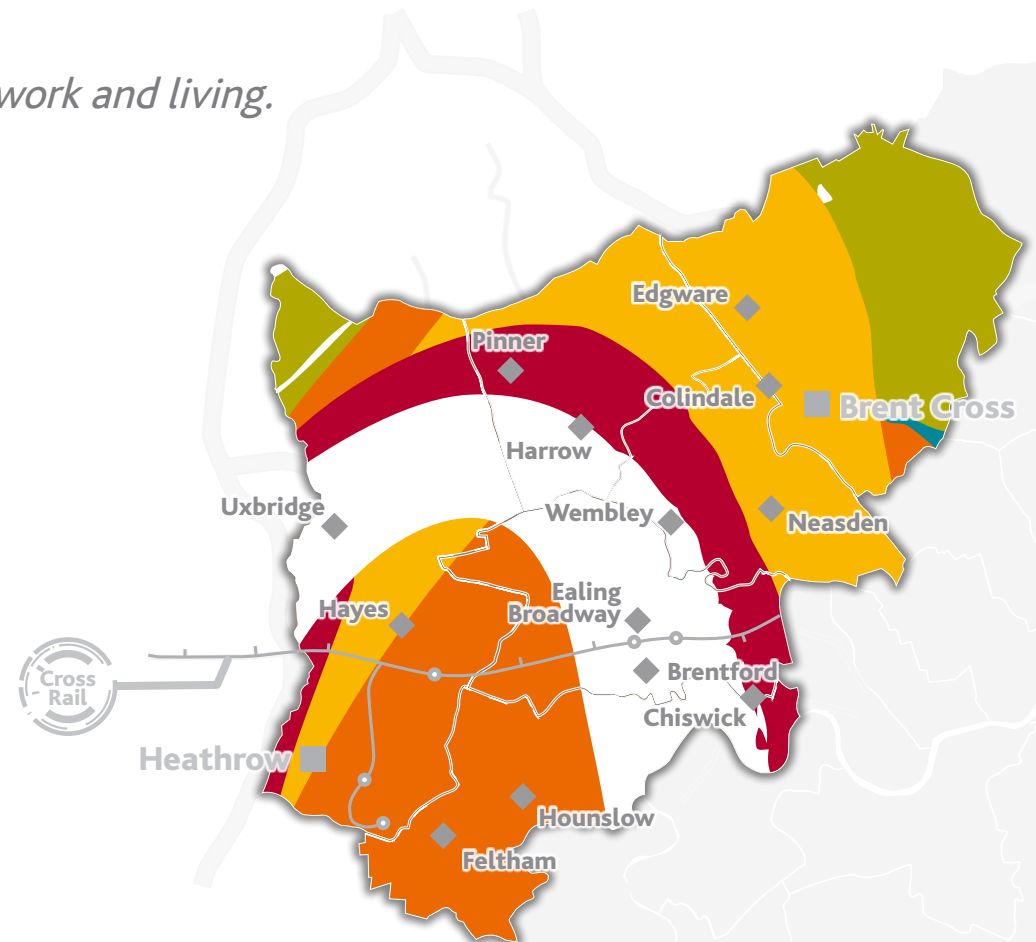 work and living.
Edgware
Pinner
Colindale
Brent Cross
Harrow
Uxbridge
Wembley
Neasden
Ealing
Broadway
Hayes
Brentford
Cross
Rail
Chiswick
Heathrow
Hounslow
Feltham